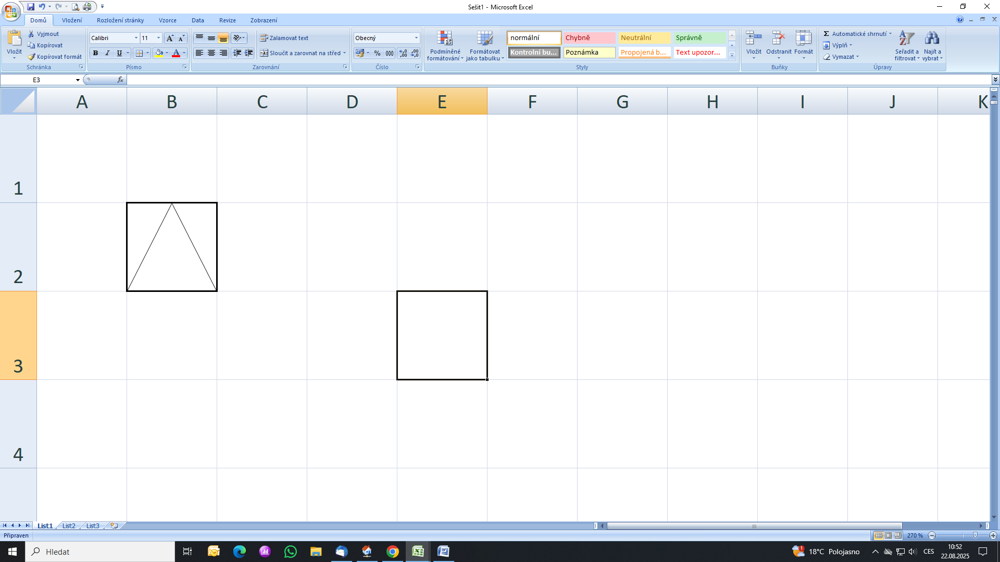 Sešit1 - Microsoft Excel
Domů Vložení Rozložení stránky Vzorce Data Revize Zobrazení
Vložit
Vyjmout
Kopírovat
Kopírovat formát
Schránka
Calibri 11
B I U
Písmo
Zalamovat text
Sloučit a zarovnat na střed
Zarovnání
Obecný
% 000
Číslo
Podmíněné formátování
Formátovat jako tabulku
normální Chybně Neutrální Správně
Kontrolní bu... Poznámka Propojená b... Text upozor...
Styly
Vložit Odstranit Formát
Buňky
Σ Automatické shrnutí
Výplň
Vymazat
Seřadit a filtrovat
Najít a vybrat
Úpravy
E3 fx
A B C D E F G H I J K
1
2
3
4
List1 List2 List3
Připraven 270 %
Hledat 18°C Polojasno CES 10:52
22.08.2025